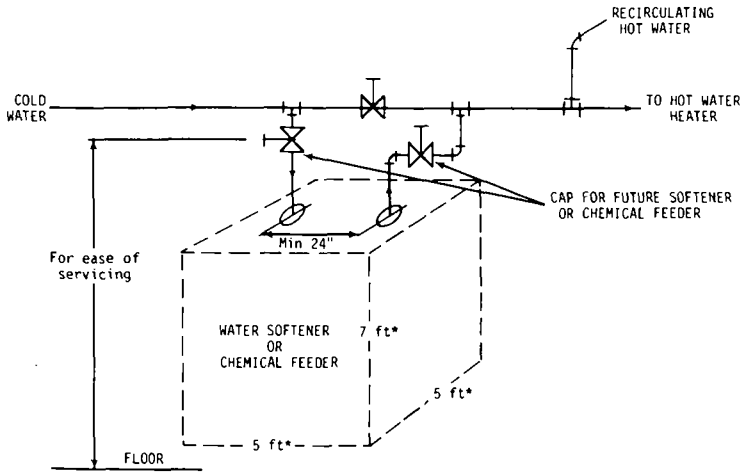 RECIRCULATING
HOT WATER
COLD
WATER
TO HOT WATER
HEATER
CAP FOR FUTURE SOFTENER
OR CHEMICAL FEEDER
Min 24"
For ease of
servicing
WATER SOFTENER
OR
CHEMICAL FEEDER
7 ft*
5 ft*
5 ft*
FLOOR